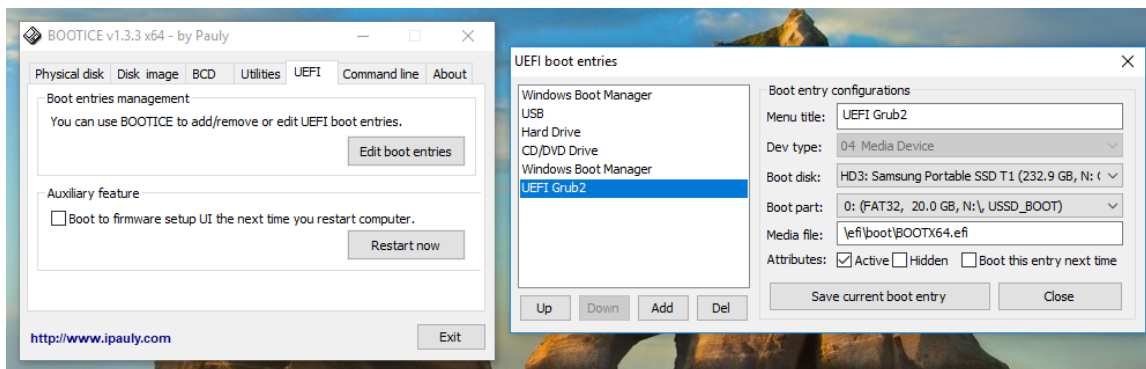 BOOTICE v1.3.3 x64 - by Pauly
Physical disk Disk image BCD Utilities UEFI Command line About
Boot entries management
You can use BOOTICE to add/remove or edit UEFI boot entries.
Edit boot entries
Auxiliary feature
Boot to firmware setup UI the next time you restart computer.
Restart now
http://www.ipauly.com
Exit
UEFI boot entries
Windows Boot Manager
USB
Hard Drive
CD/DVD Drive
Windows Boot Manager
UEFI Grub2
Up Down Add Del
Boot entry configurations
Menu title: UEFI Grub2
Dev type: 04 Media Device
Boot disk: HD3: Samsung Portable SSD T1 (232.9 GB, N: (
Boot part: 0: (FAT32, 20.0 GB, N:\, USSD_BOOT)
Media file: \efi\boot\BOOTX64.efi
Attributes: Active Hidden Boot this entry next time
Save current boot entry Close